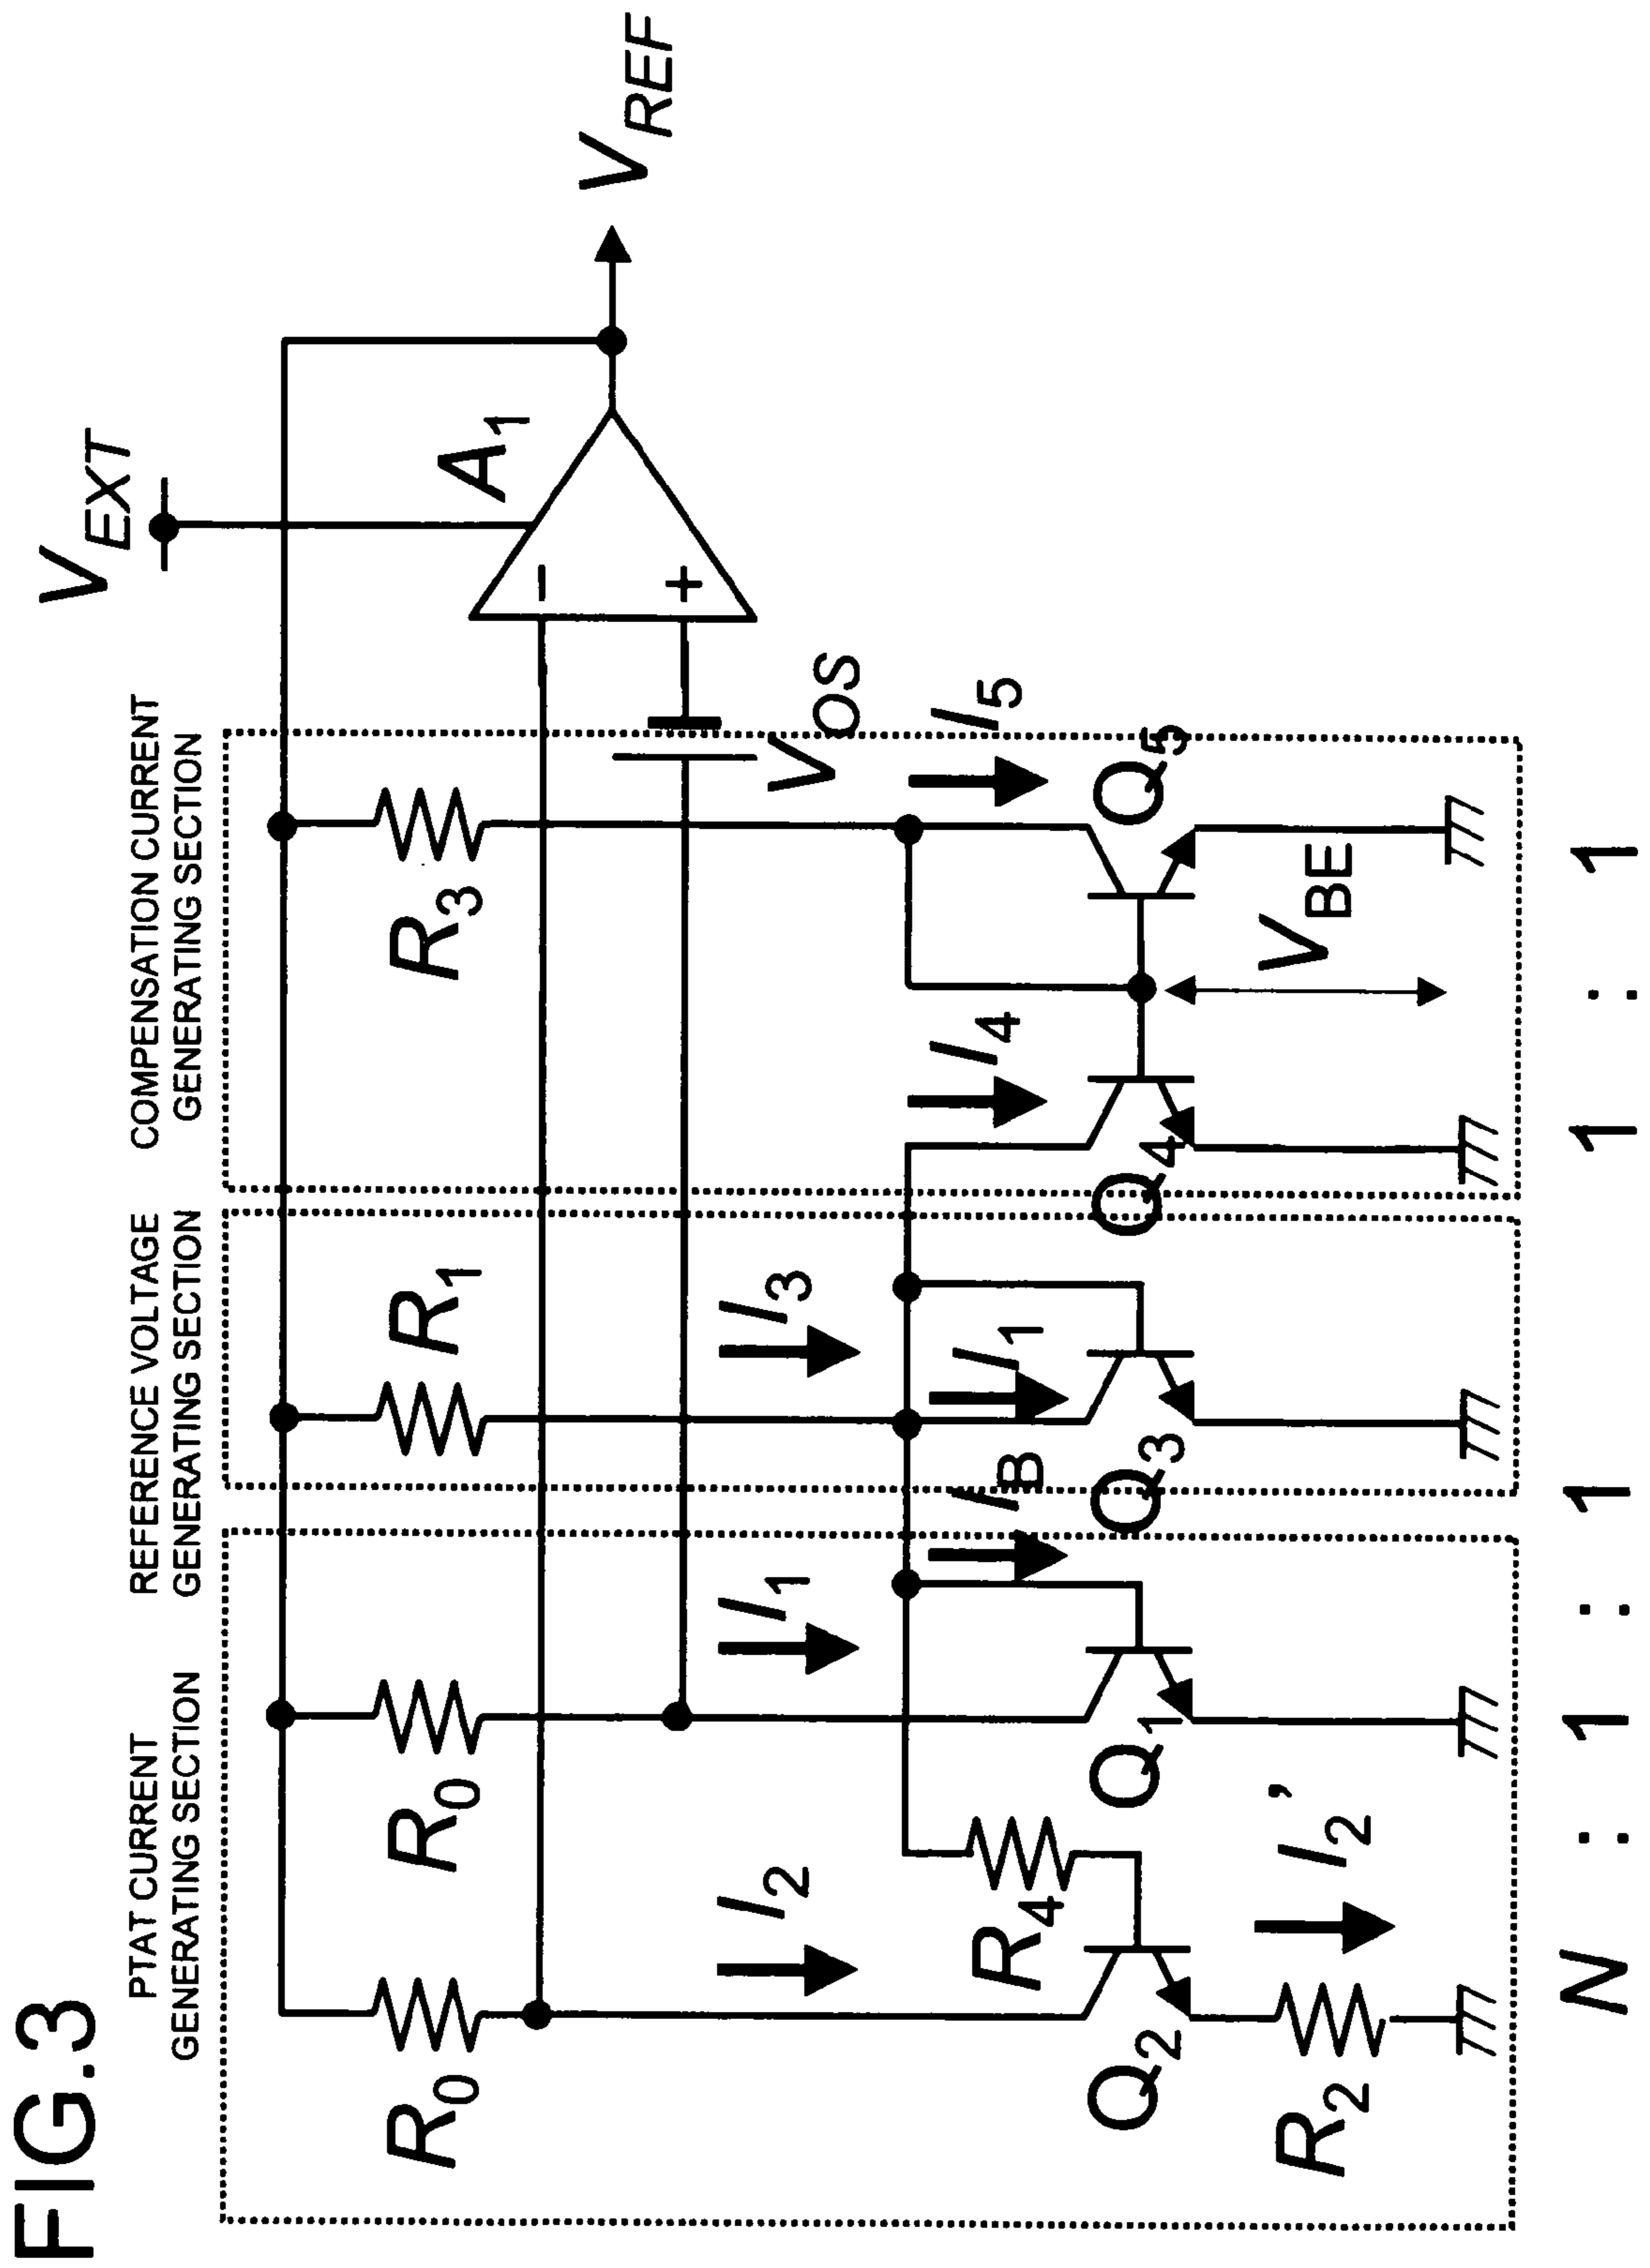 FIG.3
PTAT CURRENT
GENERATING SECTION
REFERENCE VOLTAGE
GENERATING SECTION
COMPENSATION CURRENT
GENERATING SECTION
V_EXT
R_0
R_0
R_1
R_3
A_1
−
+
V_REF
I_2
I_1
I_3
V_OS
R_4
I_B
I_1
I_4
I_5
Q_2
Q_1
Q_3
Q_4
Q_5
R_2
I_2'
V_BE
N : 1 : 1 1 : 1